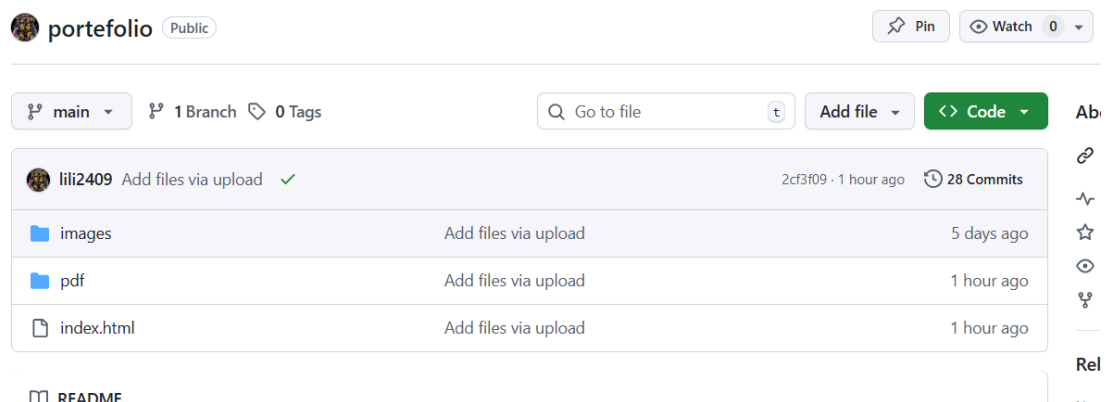 portefolio Public Pin Watch 0
main 1 Branch 0 Tags Go to file t Add file <> Code
lili2409 Add files via upload 2cf3f09 · 1 hour ago 28 Commits
images Add files via upload 5 days ago
pdf Add files via upload 1 hour ago
index.html Add files via upload 1 hour ago
README
Abo
Rel